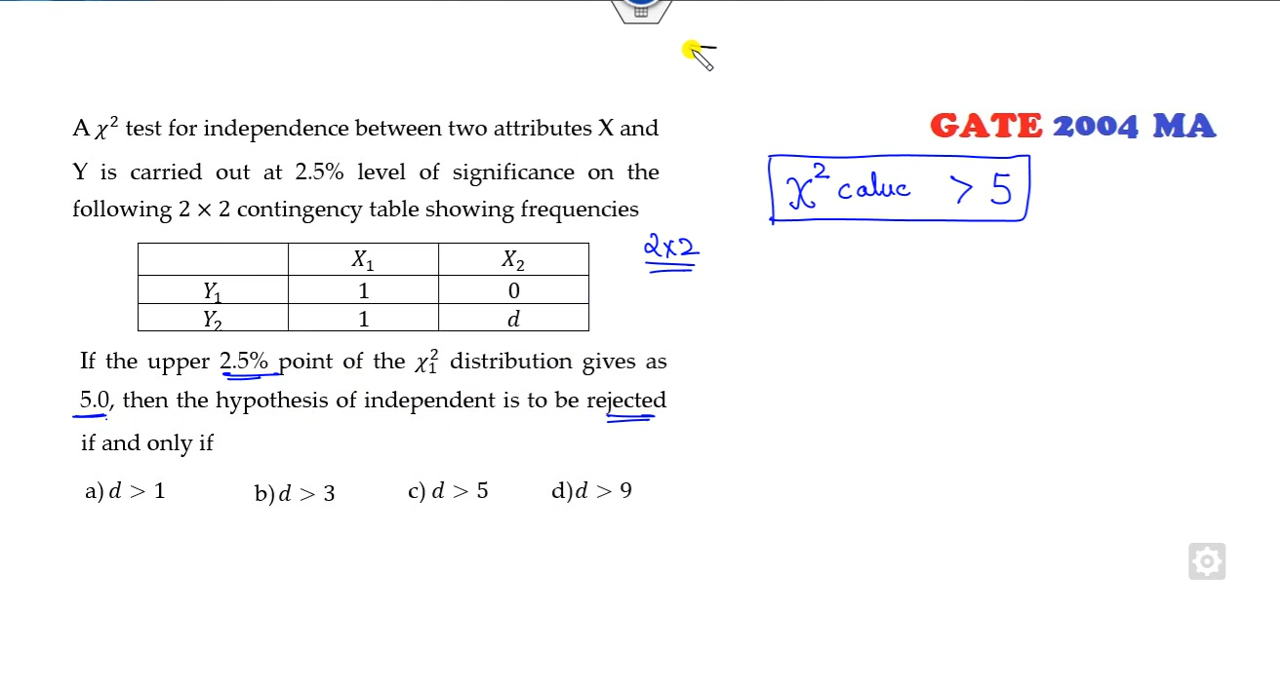 A χ² test for independence between two attributes X and
GATE 2004 MA
Y is carried out at 2.5% level of significance on the
χ² caluc > 5
following 2 × 2 contingency table showing frequencies
2x2
X₁ X₂
Y₁ 1 0
Y₂ 1 d
If the upper 2.5% point of the χ₁² distribution gives as
5.0, then the hypothesis of independent is to be rejected
if and only if
a) d > 1 b) d > 3 c) d > 5 d)d > 9